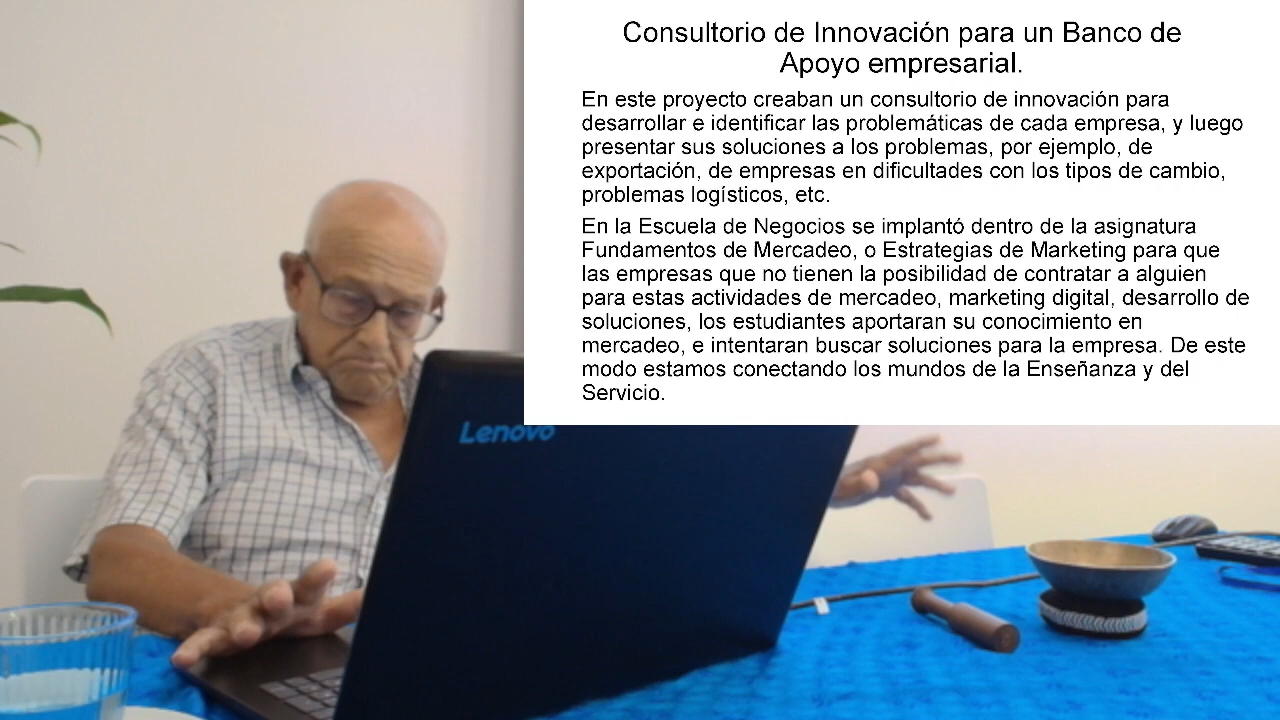 Consultorio de Innovación para un Banco de
Apoyo empresarial.
En este proyecto creaban un consultorio de innovación para
desarrollar e identificar las problemáticas de cada empresa, y luego
presentar sus soluciones a los problemas, por ejemplo, de
exportación, de empresas en dificultades con los tipos de cambio,
problemas logísticos, etc.
En la Escuela de Negocios se implantó dentro de la asignatura
Fundamentos de Mercadeo, o Estrategias de Marketing para que
las empresas que no tienen la posibilidad de contratar a alguien
para estas actividades de mercadeo, marketing digital, desarrollo de
soluciones, los estudiantes aportaran su conocimiento en
mercadeo, e intentaran buscar soluciones para la empresa. De este
modo estamos conectando los mundos de la Enseñanza y del
Servicio.
Lenovo